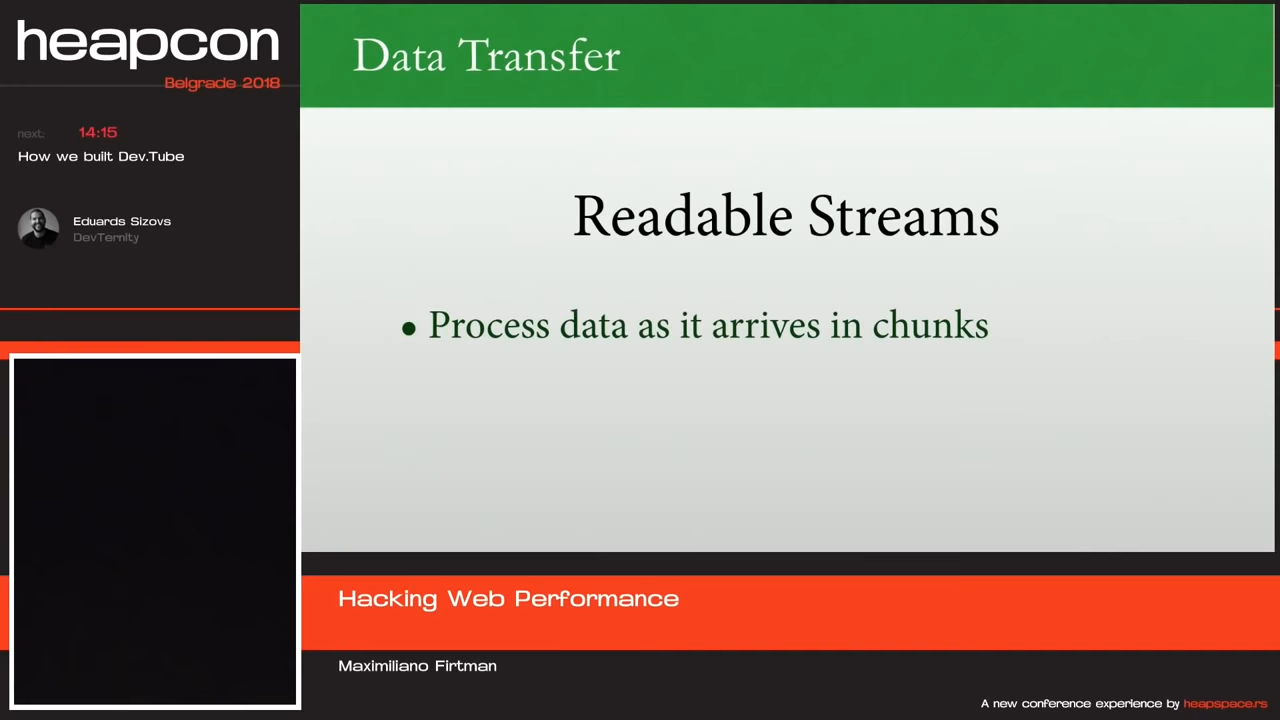 heapcon
Belgrade 2018
next: 14:15
How we built Dev.Tube
Eduards Sizovs
DevTernity
Data Transfer
Readable Streams
• Process data as it arrives in chunks
Hacking Web Performance
Maximiliano Firtman
A new conference experience by heapspace.rs